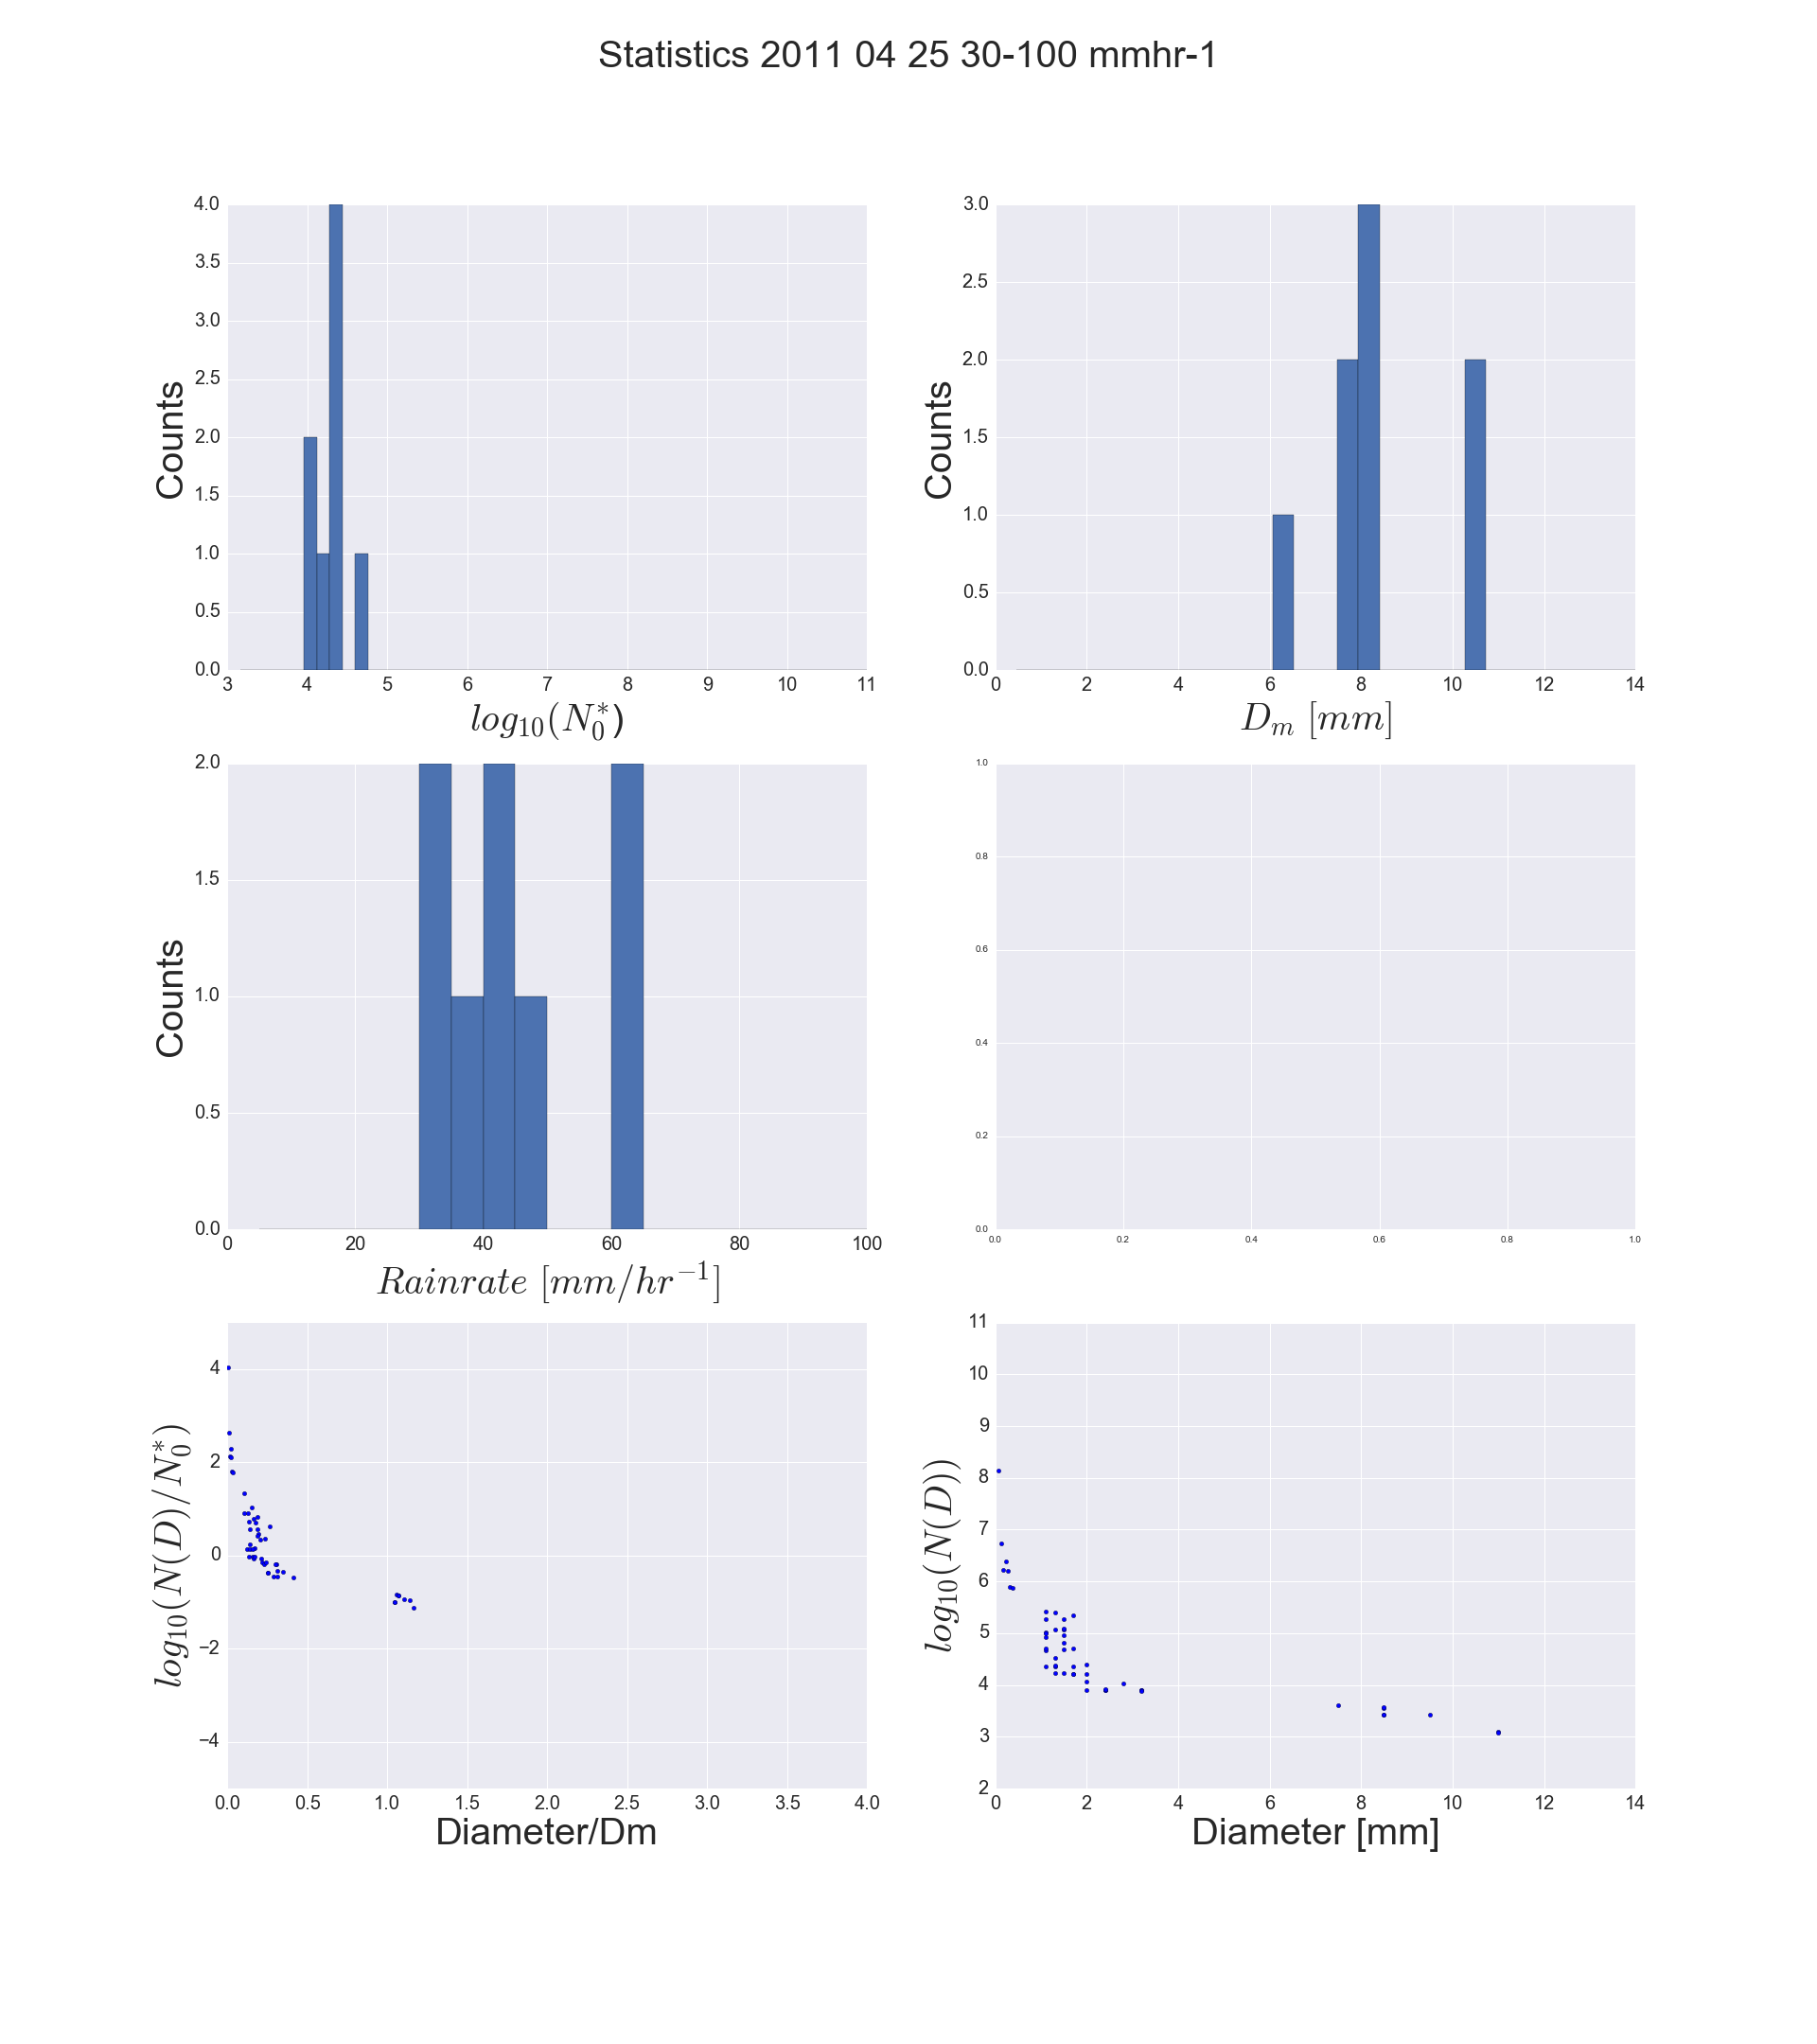 Statistics 2011 04 25 30-100 mmhr-1
4.0
3.5
3.0
2.5
2.0
1.5
1.0
0.5
0.0
Counts
3 4 5 6 7 8 9 10 11
log10(N0*)
3.0
2.5
2.0
1.5
1.0
0.5
0.0
Counts
0 2 4 6 8 10 12 14
Dm [mm]
2.0
1.5
1.0
0.5
0.0
Counts
0 20 40 60 80 100
Rainrate [mm/hr−1]
1.0
0.8
0.6
0.4
0.2
0.0
0.0 0.2 0.4 0.6 0.8 1.0
4
2
0
−2
−4
log10(N(D)/N0*)
0.0 0.5 1.0 1.5 2.0 2.5 3.0 3.5 4.0
Diameter/Dm
11
10
9
8
7
6
5
4
3
2
log10(N(D))
0 2 4 6 8 10 12 14
Diameter [mm]